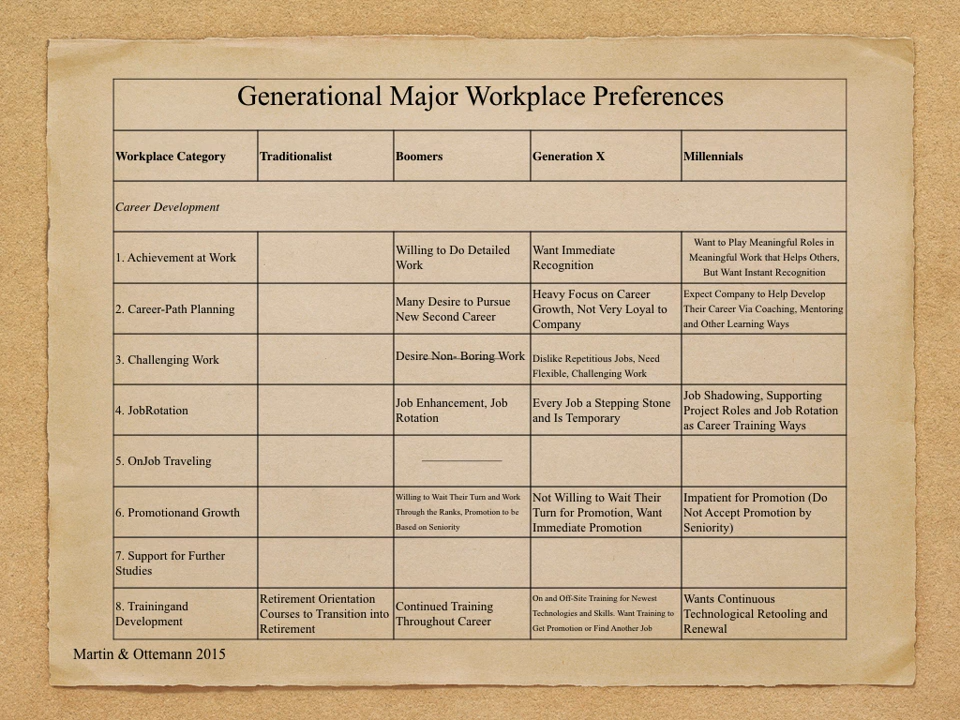 Generational Major Workplace Preferences
Workplace Category Traditionalist Boomers Generation X Millennials
Career Development
1. Achievement at Work
Willing to Do Detailed
Work
Want Immediate
Recognition
Want to Play Meaningful Roles in
Meaningful Work that Helps Others,
But Want Instant Recognition
2. Career-Path Planning
Many Desire to Pursue
New Second Career
Heavy Focus on Career
Growth, Not Very Loyal to
Company
Expect Company to Help Develop
Their Career Via Coaching, Mentoring
and Other Learning Ways
3. Challenging Work
Desire Non- Boring Work
Dislike Repetitious Jobs, Need
Flexible, Challenging Work
4. JobRotation
Job Enhancement, Job
Rotation
Every Job a Stepping Stone
and Is Temporary
Job Shadowing, Supporting
Project Roles and Job Rotation
as Career Training Ways
5. OnJob Traveling
6. Promotionand Growth
Willing to Wait Their Turn and Work
Through the Ranks, Promotion to be
Based on Seniority
Not Willing to Wait Their
Turn for Promotion, Want
Immediate Promotion
Impatient for Promotion (Do
Not Accept Promotion by
Seniority)
7. Support for Further
Studies
8. Trainingand
Development
Retirement Orientation
Courses to Transition into
Retirement
Continued Training
Throughout Career
On and Off-Site Training for Newest
Technologies and Skills. Want Training to
Get Promotion or Find Another Job
Wants Continuous
Technological Retooling and
Renewal
Martin & Ottemann 2015